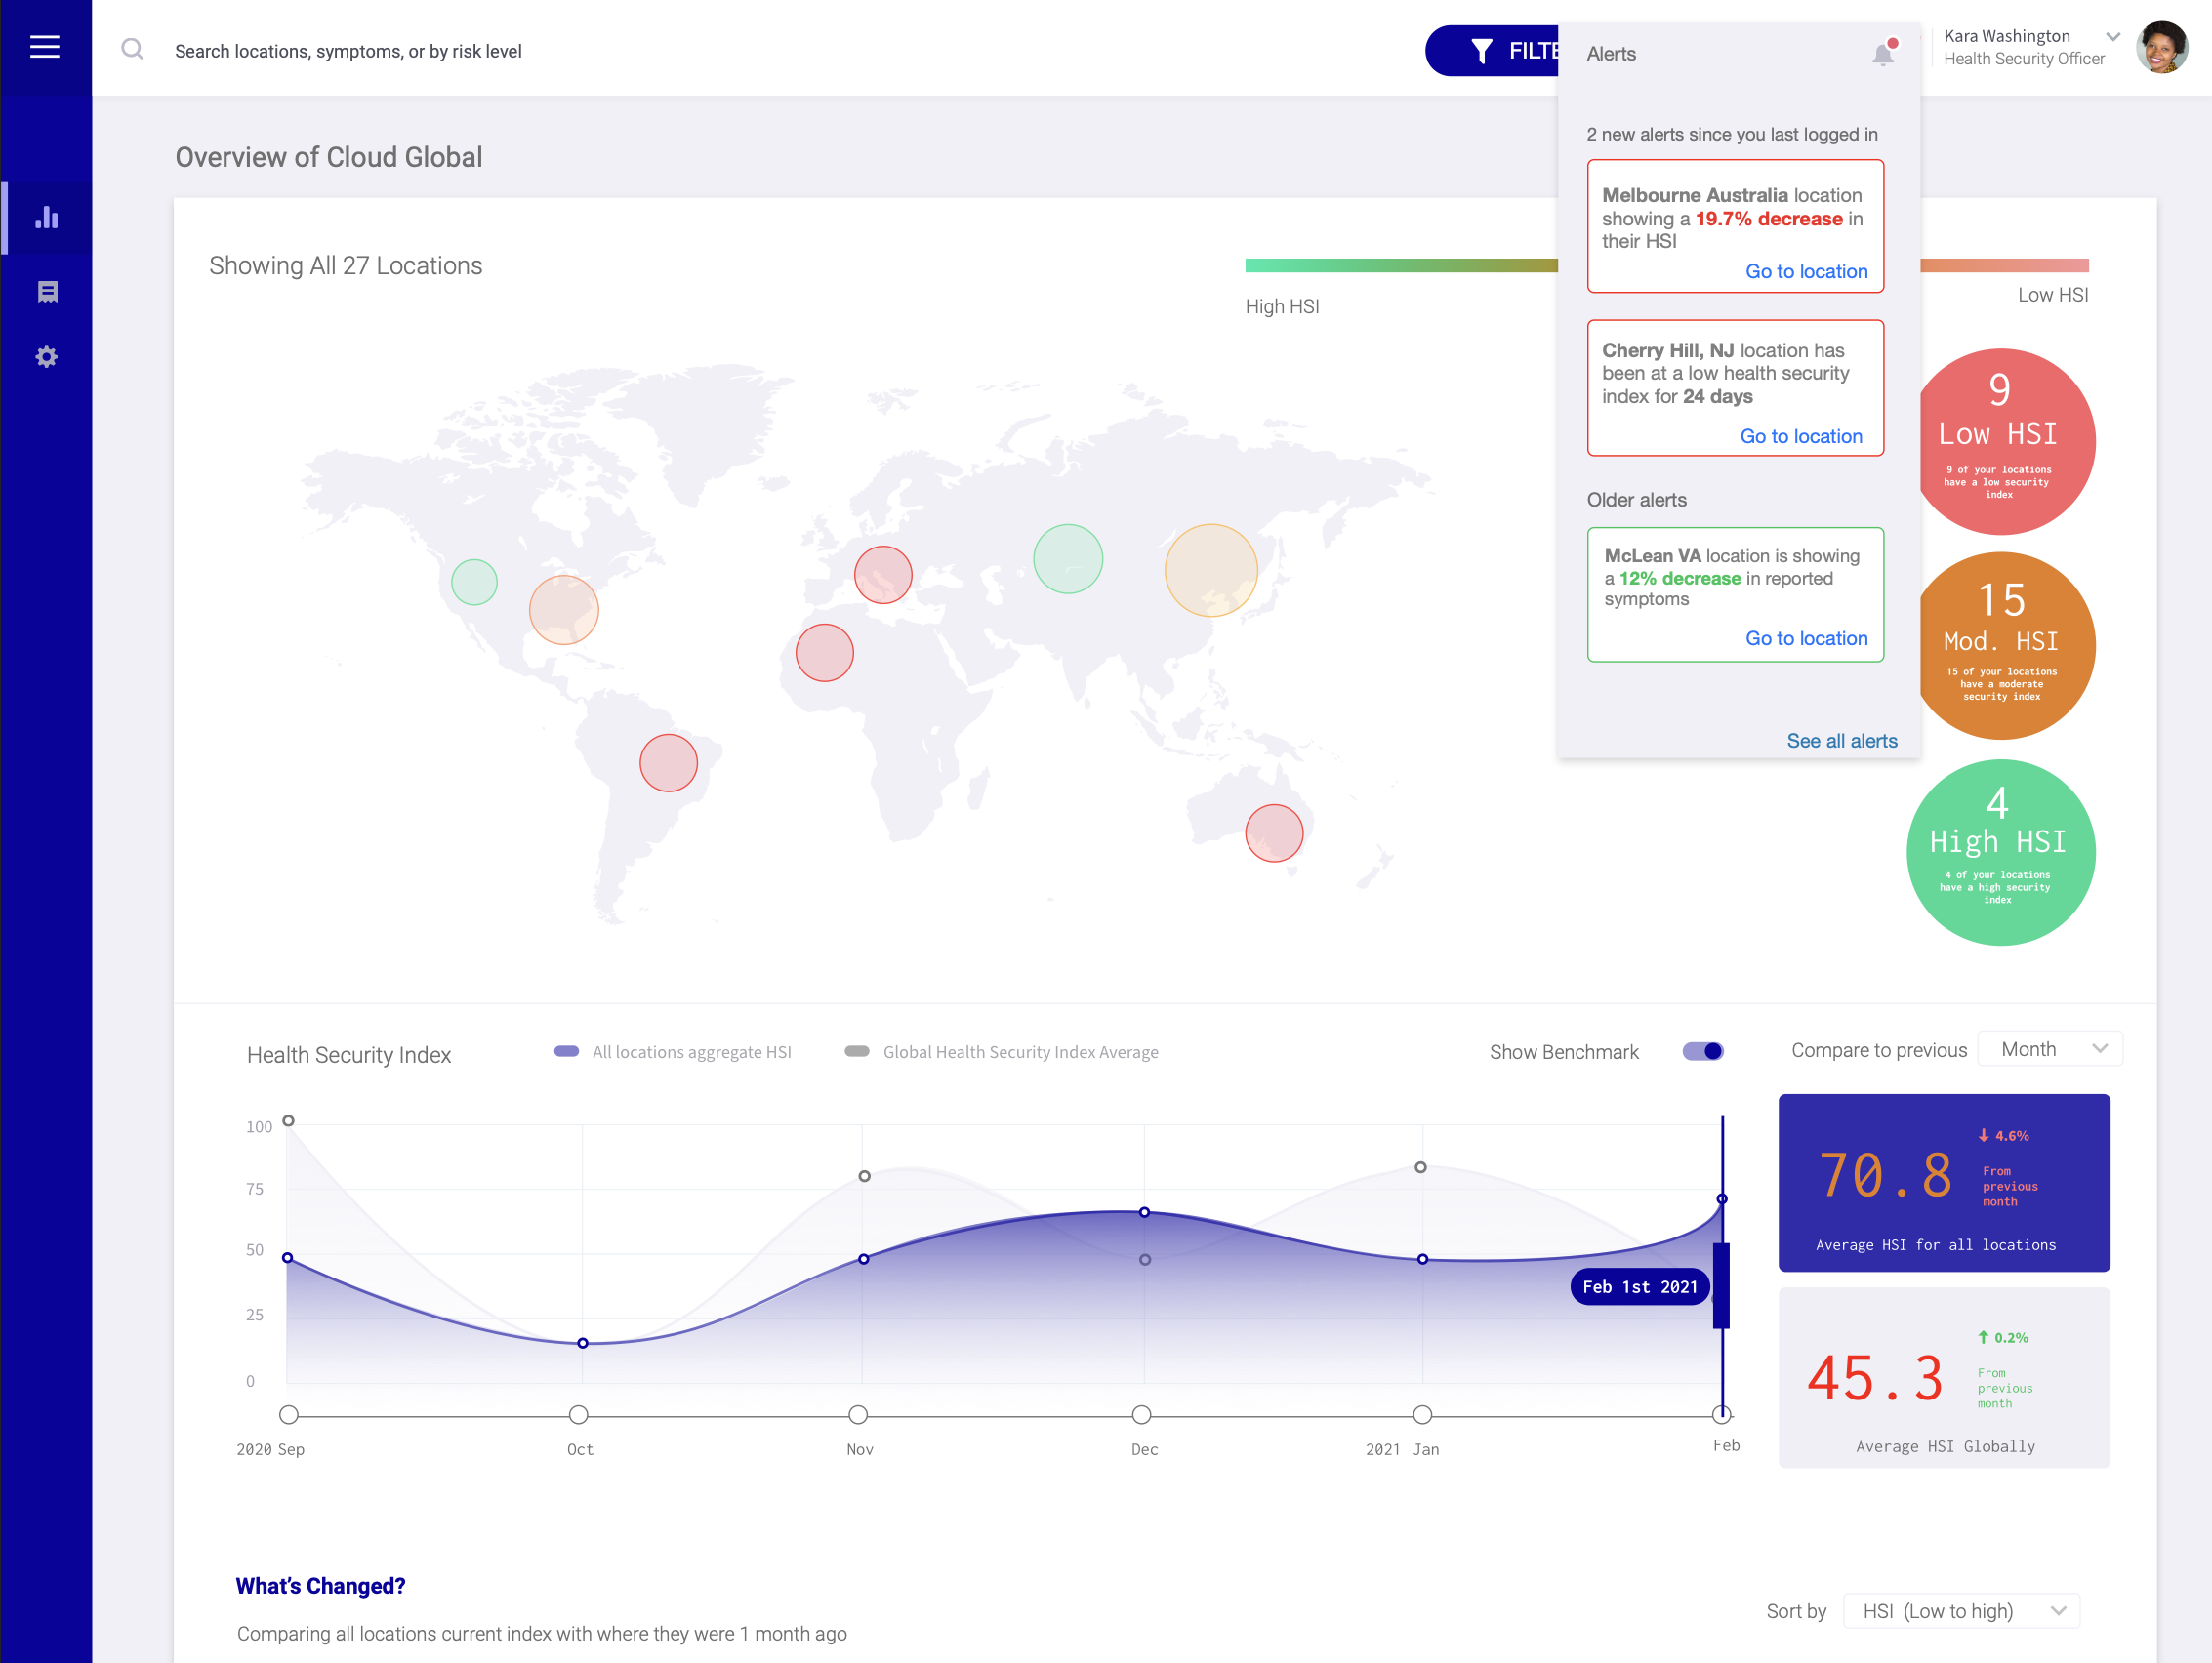 Search locations, symptoms, or by risk level
Alerts
Kara Washington
Health Security Officer
Overview of Cloud Global
2 new alerts since you last logged in
Melbourne Australia location
showing a 19.7% decrease in
their HSI
Go to location
Showing All 27 Locations
High HSI
Low HSI
Cherry Hill, NJ location has
been at a low health security
index for 24 days
Go to location
Older alerts
McLean VA location is showing
a 12% decrease in reported
symptoms
Go to location
See all alerts
9
Low HSI
9 of your locations
have a low security
index
15
Mod. HSI
15 of your locations
have a moderate
security index
4
High HSI
4 of your locations
have a high security
index
Health Security Index
All locations aggregate HSI
Global Health Security Index Average
Show Benchmark
Compare to previous
Month
100
75
50
25
0
Feb 1st 2021
2020 Sep
Oct
Nov
Dec
2021 Jan
Feb
70.8
4.6%
From
previous
month
Average HSI for all locations
45.3
0.2%
From
previous
month
Average HSI Globally
What's Changed?
Comparing all locations current index with where they were 1 month ago
Sort by
HSI (Low to high)